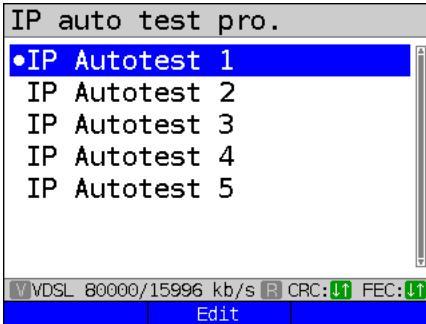 IP auto test pro.
•IP Autotest 1
IP Autotest 2
IP Autotest 3
IP Autotest 4
IP Autotest 5
V VDSL 80000/15996 kb/s R CRC:↓↑ FEC:↓↑
Edit